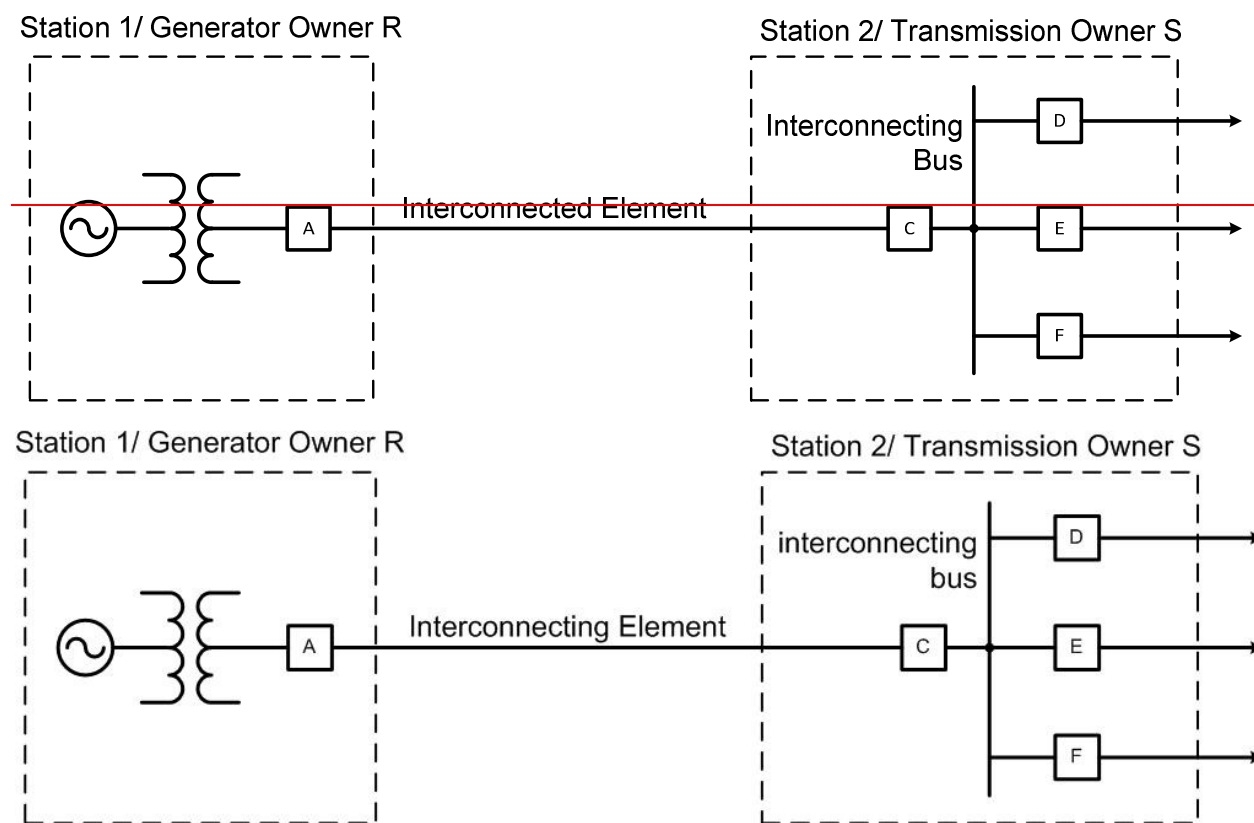 Station 1/ Generator Owner R
Station 2/ Transmission Owner S
Interconnecting
Bus
D
Interconnected Element
A
C
E
F
Station 1/ Generator Owner R
Station 2/ Transmission Owner S
interconnecting
bus
D
Interconnecting Element
A
C
E
F